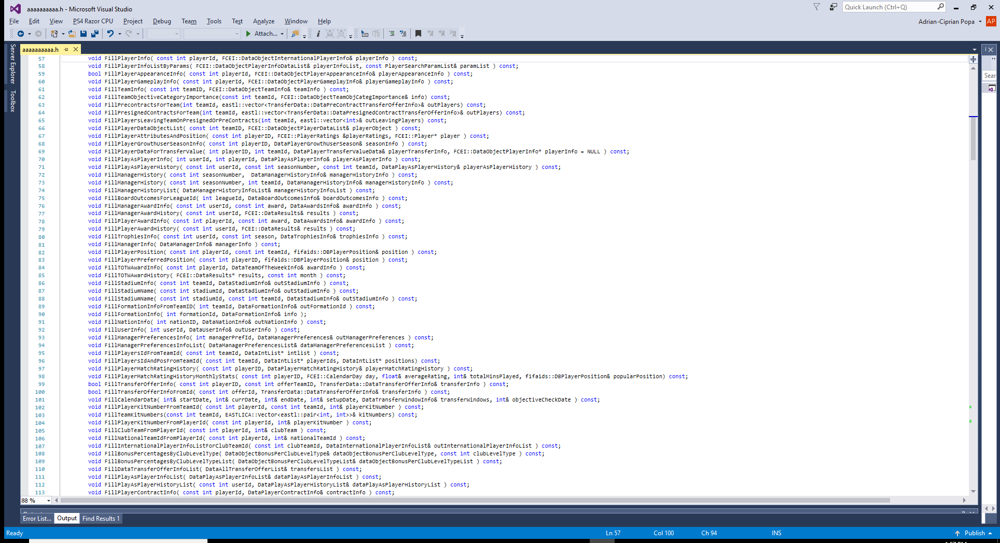 aaaaaaaaaa.h - Microsoft Visual Studio
Quick Launch (Ctrl+Q)
File Edit View PS4 Razor CPU Project Debug Team Tools Test Analyze Window Help
Adrian-Ciprian Popa AP
Attach...
Server Explorer
Toolbox
aaaaaaaaaa.h
Sear
57 void FillPlayerInfo( const int playerId, FCEI::DataObjectInternationalPlayerInfo& playerInfo ) const;
58 void FillPlayerInfoListByParams( FCEI::DataObjectPlayerInfoDataList& playerInfoList, const PlayerSearchParamList& paramList ) const;
59 bool FillPlayerAppearanceInfo( const int playerId, FCEI::DataObjectPlayerAppearanceInfo& playerAppearanceInfo ) const;
60 void FillPlayerGameplayInfo( const int playerId, FCEI::DataObjectPlayerGameplayInfo& playerGameplayInfo ) const;
61 void FillTeamInfo( const int teamID, FCEI::DataObjectTeamInfo& teamInfo ) const;
62 void FillTeamObjectiveCategoryImportance(const int teamId, FCEI::DataObjectTeamObjCategImportance& info) const;
63 void FillPrecontractsForTeam(int teamId, eastl::vector<TransferData::DataPreContractTransferOfferInfo>& outPlayers) const;
64 void FillPresignedContractsForTeam(int teamId, eastl::vector<TransferData::DataPresignedContractTransferOfferInfo>& outPlayers) const;
65 void FillPlayersLeavingTeamOnPresignedOrPreContracts(int teamId, eastl::vector<int>& outLeavingPlayers) const;
66 void FillPlayerDataObjectList( const int teamID, FCEI::DataObjectPlayerDataList& playerObject ) const;
67 void FillPlayerAttributesAndPosition( const int playerID, FCEI::PlayerRatings &playerRatings, FCEI::Player* player ) const;
68 void FillPlayerGrowthUserSeasonInfo( const int playerID, DataPlayerGrowthUserSeason& seasonInfo ) const;
69 void FillPlayerDataForTransferValue( int playerID, int teamId, DataPlayerTransferValueData& playerTransferInfo, FCEI::DataObjectPlayerInfo* playerInfo = NULL ) const;
70 void FillPlayAsPlayerInfo( int userId, int playerId, DataPlayAsPlayerInfo& playerAsPlayerInfo ) const;
71 void FillPlayAsPlayerHistory( const int userId, const int seasonNumber, const int teamId, DataPlayAsPlayerHistory& playerAsPlayerHistory ) const;
72 void FillManagerHistory( const int seasonNumber,  DataManagerHistoryInfo& managerHistoryInfo ) const;
73 void FillManagerHistory( const int seasonNumber, int teamId, DataManagerHistoryInfo& managerHistoryInfo ) const;
74 void FillManagerHistoryList( DataManagerHistoryInfoList& managerHistoryInfoList ) const;
75 void FillBoardOutcomesForLeagueId( int leagueId, DataBoardOutcomesInfo& boardOutcomesInfo ) const;
76 void FillManagerAwardInfo( const int userId, const int award, DataAwardsInfo& awardInfo ) const;
77 void FillManagerAwardHistory( const int userId, FCEI::DataResults& results ) const;
78 void FillPlayerAwardInfo( const int playerId, const int award, DataAwardsInfo& awardInfo ) const;
79 void FillPlayerAwardHistory( const int userId, FCEI::DataResults& results ) const;
80 void FillTrophiesInfo( const int userId, const int season, DataTrophiesInfo& trophiesInfo ) const;
81 void FillManagerInfo( DataManagerInfo& managerInfo ) const;
82 void FillPlayerPosition( const int playerId, const int teamId, fifaids::DBPlayerPosition& position ) const;
83 void FillPlayerPreferredPosition( const int playerID, fifaids::DBPlayerPosition& position ) const;
84 void FillTOTWAwardInfo( const int playerId, DataTeamOfTheWeekInfo& awardInfo ) const;
85 void FillTOTWAwardHistory( FCEI::DataResults* results, const int month ) const;
86 void FillStadiumInfo( const int teamId, DataStadiumInfo& outStadiumInfo ) const;
87 void FillStadiumName( const int stadiumId, DataStadiumInfo& outStadiumInfo ) const;
88 void FillStadiumName( const int stadiumId, const int teamId, DataStadiumInfo& outStadiumInfo ) const;
89 void FillFormationInfoFromTeamID( int teamId, DataFormationInfo& outFormationId ) const;
90 void FillFormationInfo( int formationId, DataFormationInfo& info );
91 void FillNationInfo( int nationID, DataNationInfo& outNationInfo ) const;
92 void FillUserInfo( int userId, DataUserInfo& outUserInfo ) const;
93 void FillManagerPreferencesInfo( int managerPrefId, DataManagerPreferences& outManagerPreferences ) const;
94 void FillManagerPreferencesInfoList( DataManagerPreferencesList& dataManagerPreferencesList ) const;
95 void FillPlayersIdFromTeamId( const int teamId, DataIntList* intlist ) const;
96 void FillPlayersIdAndPosFromTeamId( const int teamId, DataIntList* playerIds, DataIntList* positions) const;
97 void FillPlayerMatchRatingHistory( const int playerID, DataPlayerMatchRatingHistory& playerMatchRatingHistory ) const;
98 void FillPlayerMatchRatingHistoryMonthlyStats( const int playerID, FCEI::CalendarDay day, float& averageRating, int& totalMinsPlayed, fifaids::DBPlayerPosition& popularPosition) const;
99 bool FillTransferOfferInfo( const int playerID, const int offerTeamID, TransferData::DataTransferOfferInfo& transferInfo ) const;
100 bool FillTransferOfferInfoFromId( const int offerId, TransferData::DataTransferOfferInfo& transferInfo ) const;
101 void FillCalendarData( int& startDate, int& currDate, int& endDate, int& setupDate, DataTransferWindowInfo& transferWindows, int& objectiveCheckDate ) const;
102 void FillPlayerKitNumberFromTeamId( const int playerId, const int teamId, int& playerKitNumber ) const;
103 void FillTeamKitNumbers(const int teamId, EASTLICA::Vector<eastl::pair<int, int>>& kitNumbers) const;
104 void FillPlayerKitNumberFromPlayerId( const int playerId, int& playerKitNumber ) const;
105 void FillClubTeamFromPlayerId( const int playerId, int& clubTeam ) const;
106 void FillNationalTeamIdFromPlayerId( const int playerId, int& nationalTeamId ) const;
107 void FillInternationalPlayerInfoListForClubTeamId( const int clubTeamId, DataInternationalPlayerInfoList& outInternationalPlayerInfoList ) const;
108 void FillBonusPercentagesByClubLevelType( DataObjectBonusPerClubLevelType& dataObjectBonusPerClubLevelType, const int clubLevelType ) const;
109 void FillBonusPercentagesByClubLevelTypeList( DataObjectBonusPerClubLevelTypeList& dataObjectBonusPerClubLevelTypeList ) const;
110 void FillDataTransferOfferInfoList( DataAllTransferOfferList& transfersList ) const;
111 void FillPlayAsPlayerInfoList( DataPlayAsPlayerInfoList& dataPlayAsPlayerInfoList ) const;
112 void FillPlayAsPlayerHistoryList( const int userId, DataPlayAsPlayerHistoryList& dataPlayAsPlayerHistoryList ) const;
113 void FillPlayerContractInfo( const int playerId, DataPlayerContractInfo& contractInfo ) const;
88 %
Error List... Output Find Results 1
Ready Ln 57 Col 100 Ch 94 INS Publish